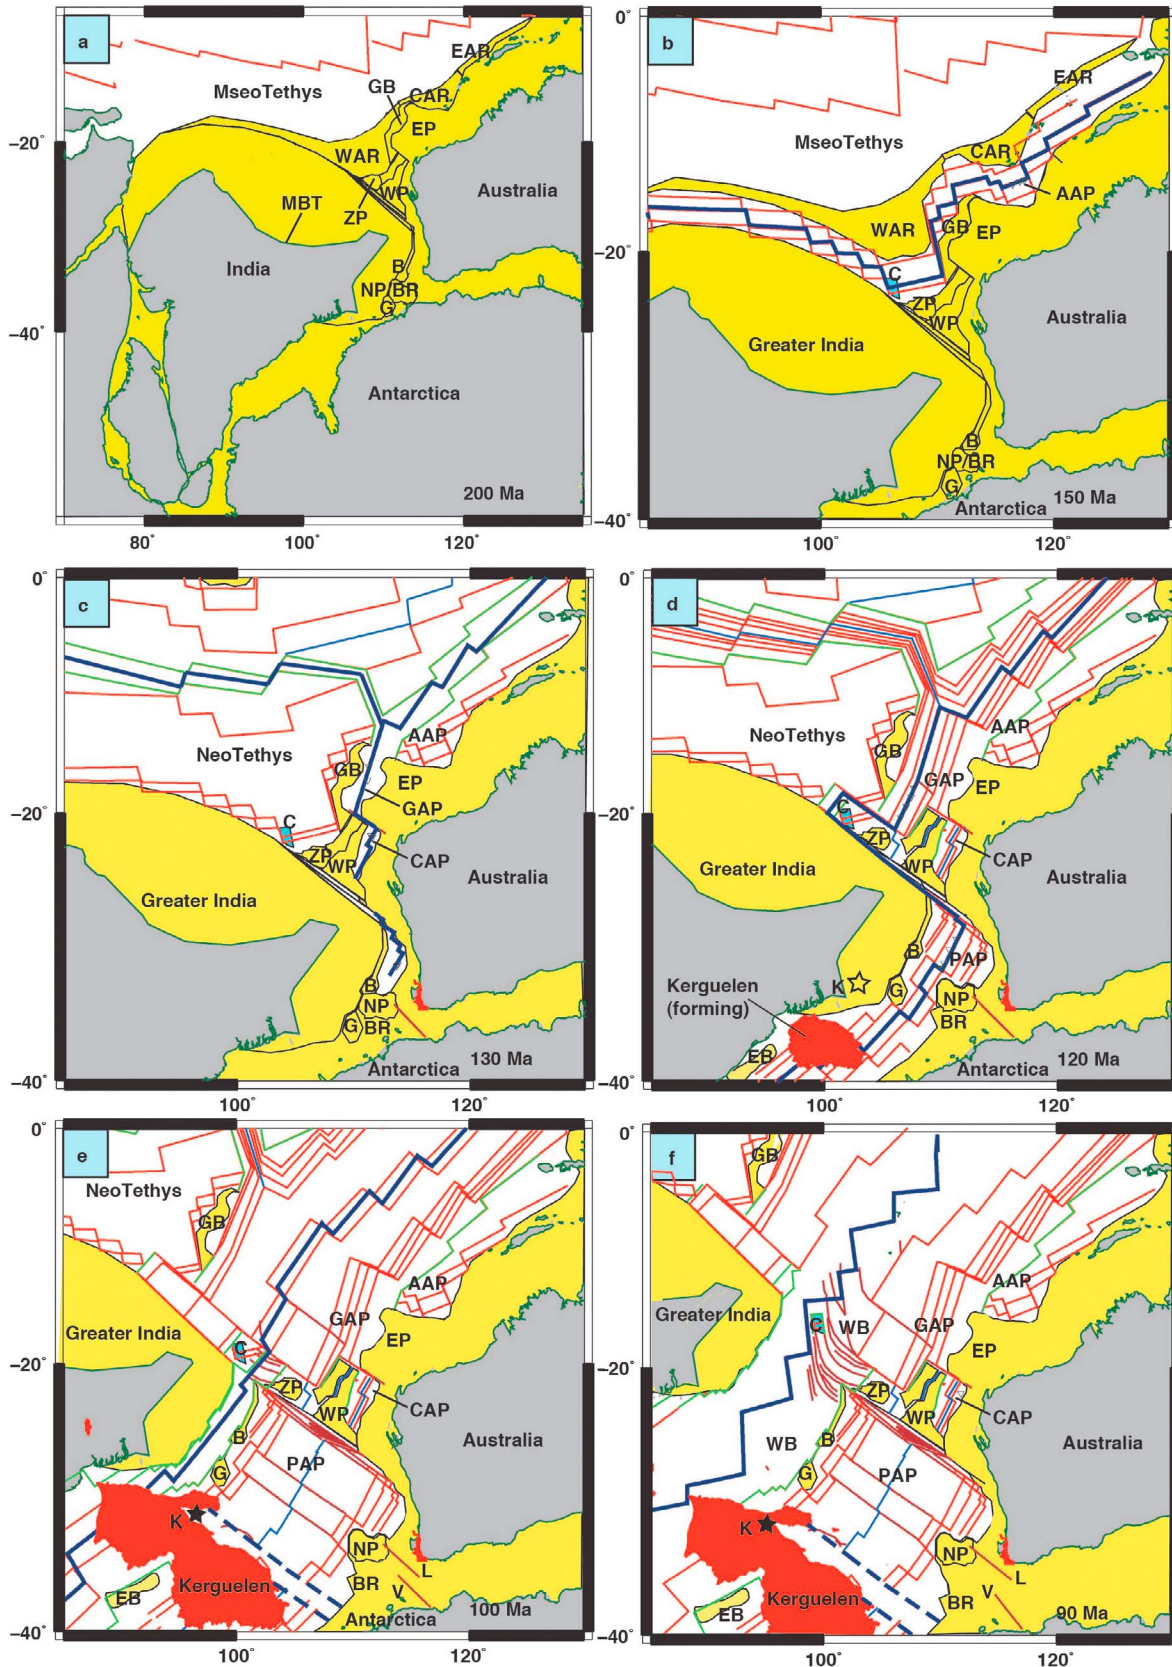 a
EAR
GB
CAR
MseoTethys
EP
−20°
WAR
Australia
WP
MBT
ZP
India
B
NP/BR
G
−40°
Antarctica
200 Ma
80°
100°
120°
0°
b
EAR
MseoTethys
CAR
AAP
WAR
GB
EP
−20°
C
ZP
WP
Australia
Greater India
B
NP/BR
G
−40°
Antarctica
150 Ma
100°
120°
0°
c
AAP
NeoTethys
GB
EP
GAP
−20°
C
ZP
WP
CAP
Australia
Greater India
B
NP
G
BR
Antarctica
130 Ma
−40°
100°
120°
0°
d
AAP
NeoTethys
GB
EP
GAP
−20°
C
ZP
WP
CAP
Greater India
Australia
B
PAP
K
G
Kerguelen
(forming)
NP
BR
EB
Antarctica
120 Ma
−40°
100°
120°
0°
e
NeoTethys
GB
AAP
GAP
Greater India
EP
C
−20°
ZP
WP
CAP
B
Australia
G
PAP
K
NP
L
BR
V
Kerguelen
EB
Antarctica
100 Ma
−40°
100°
120°
0°
f
GB
AAP
Greater India
C
WB
GAP
EP
−20°
ZP
WP
CAP
WB
B
Australia
G
PAP
K
NP
L
V
BR
Kerguelen
EB
90 Ma
−40°
100°
120°